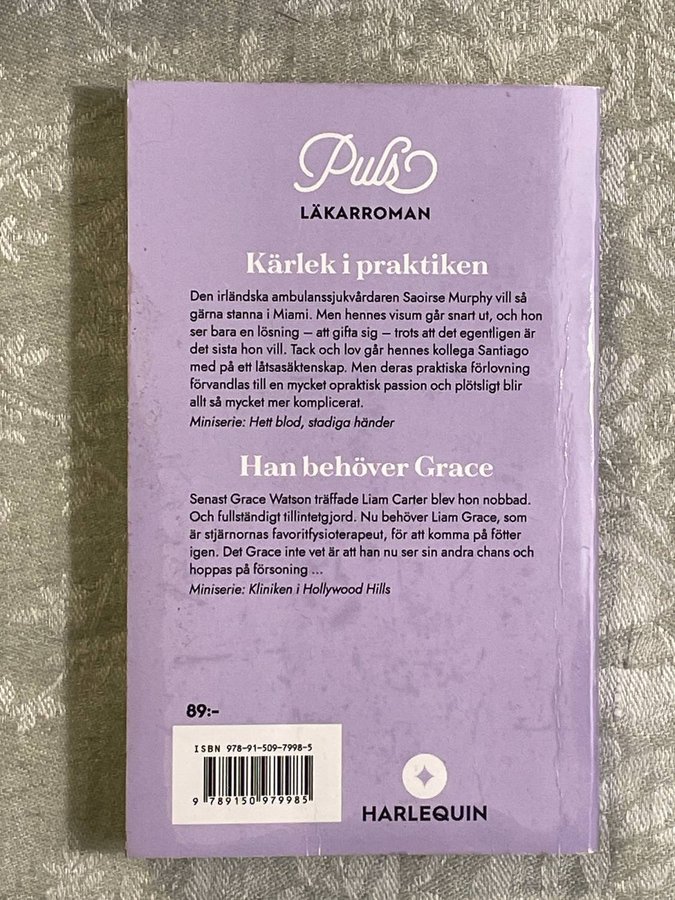 Puls
LÄKARROMAN
Kärlek i praktiken
Den irländska ambulanssjukvårdaren Saoirse Murphy vill så
gärna stanna i Miami. Men hennes visum går snart ut, och hon
ser bara en lösning – att gifta sig – trots att det egentligen är
det sista hon vill. Tack och lov går hennes kollega Santiago
med på ett låtsasäktenskap. Men deras praktiska förlovning
förvandlas till en mycket opraktisk passion och plötsligt blir
allt så mycket mer komplicerat.
Miniserie: Hett blod, stadiga händer
Han behöver Grace
Senast Grace Watson träffade Liam Carter blev hon nobbad.
Och fullständigt tillintetgjord. Nu behöver Liam Grace, som
är stjärnornas favoritfysioterapeut, för att komma på fötter
igen. Det Grace inte vet är att han nu ser sin andra chans och
hoppas på försoning ...
Miniserie: Kliniken i Hollywood Hills
89:-
ISBN 978-91-509-7998-5
9 789150 979985
HARLEQUIN